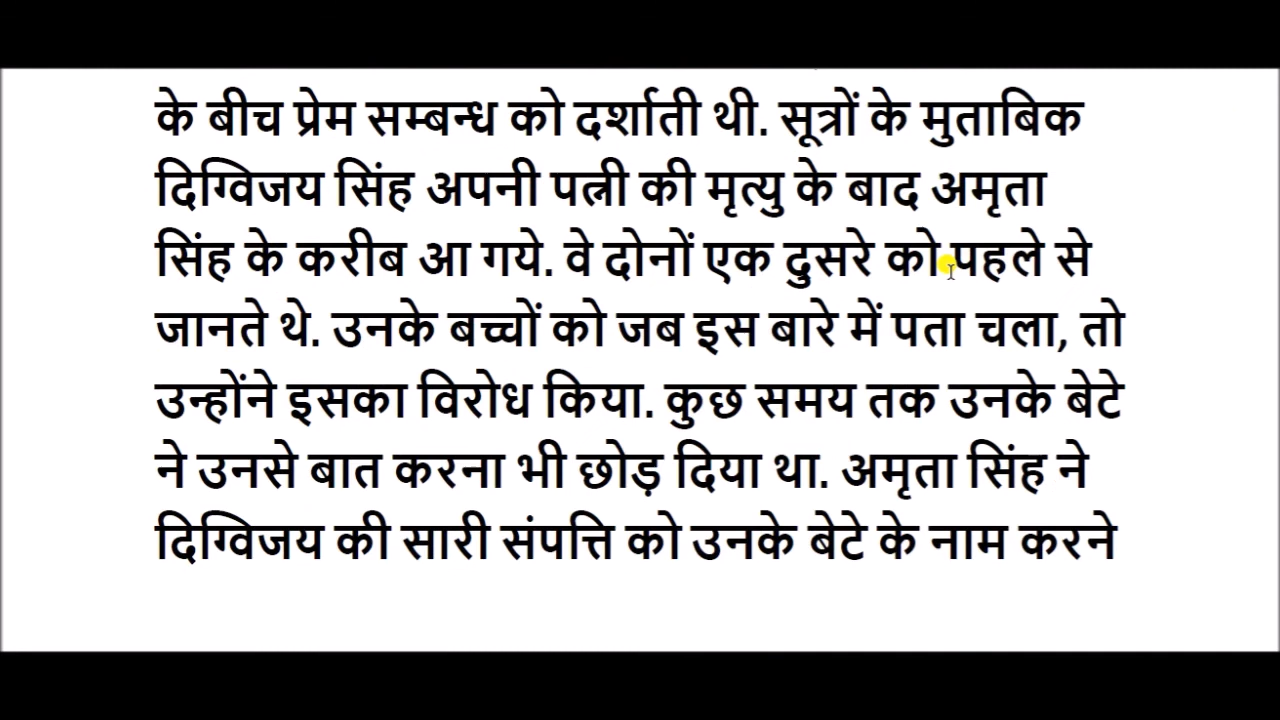 के बीच प्रेम सम्बन्ध को दर्शाती थी. सूत्रों के मुताबिक
दिग्विजय सिंह अपनी पत्नी की मृत्यु के बाद अमृता
सिंह के करीब आ गये. वे दोनों एक दुसरे को पहले से
जानते थे. उनके बच्चों को जब इस बारे में पता चला, तो
उन्होंने इसका विरोध किया. कुछ समय तक उनके बेटे
ने उनसे बात करना भी छोड़ दिया था. अमृता सिंह ने
दिग्विजय की सारी संपत्ति को उनके बेटे के नाम करने